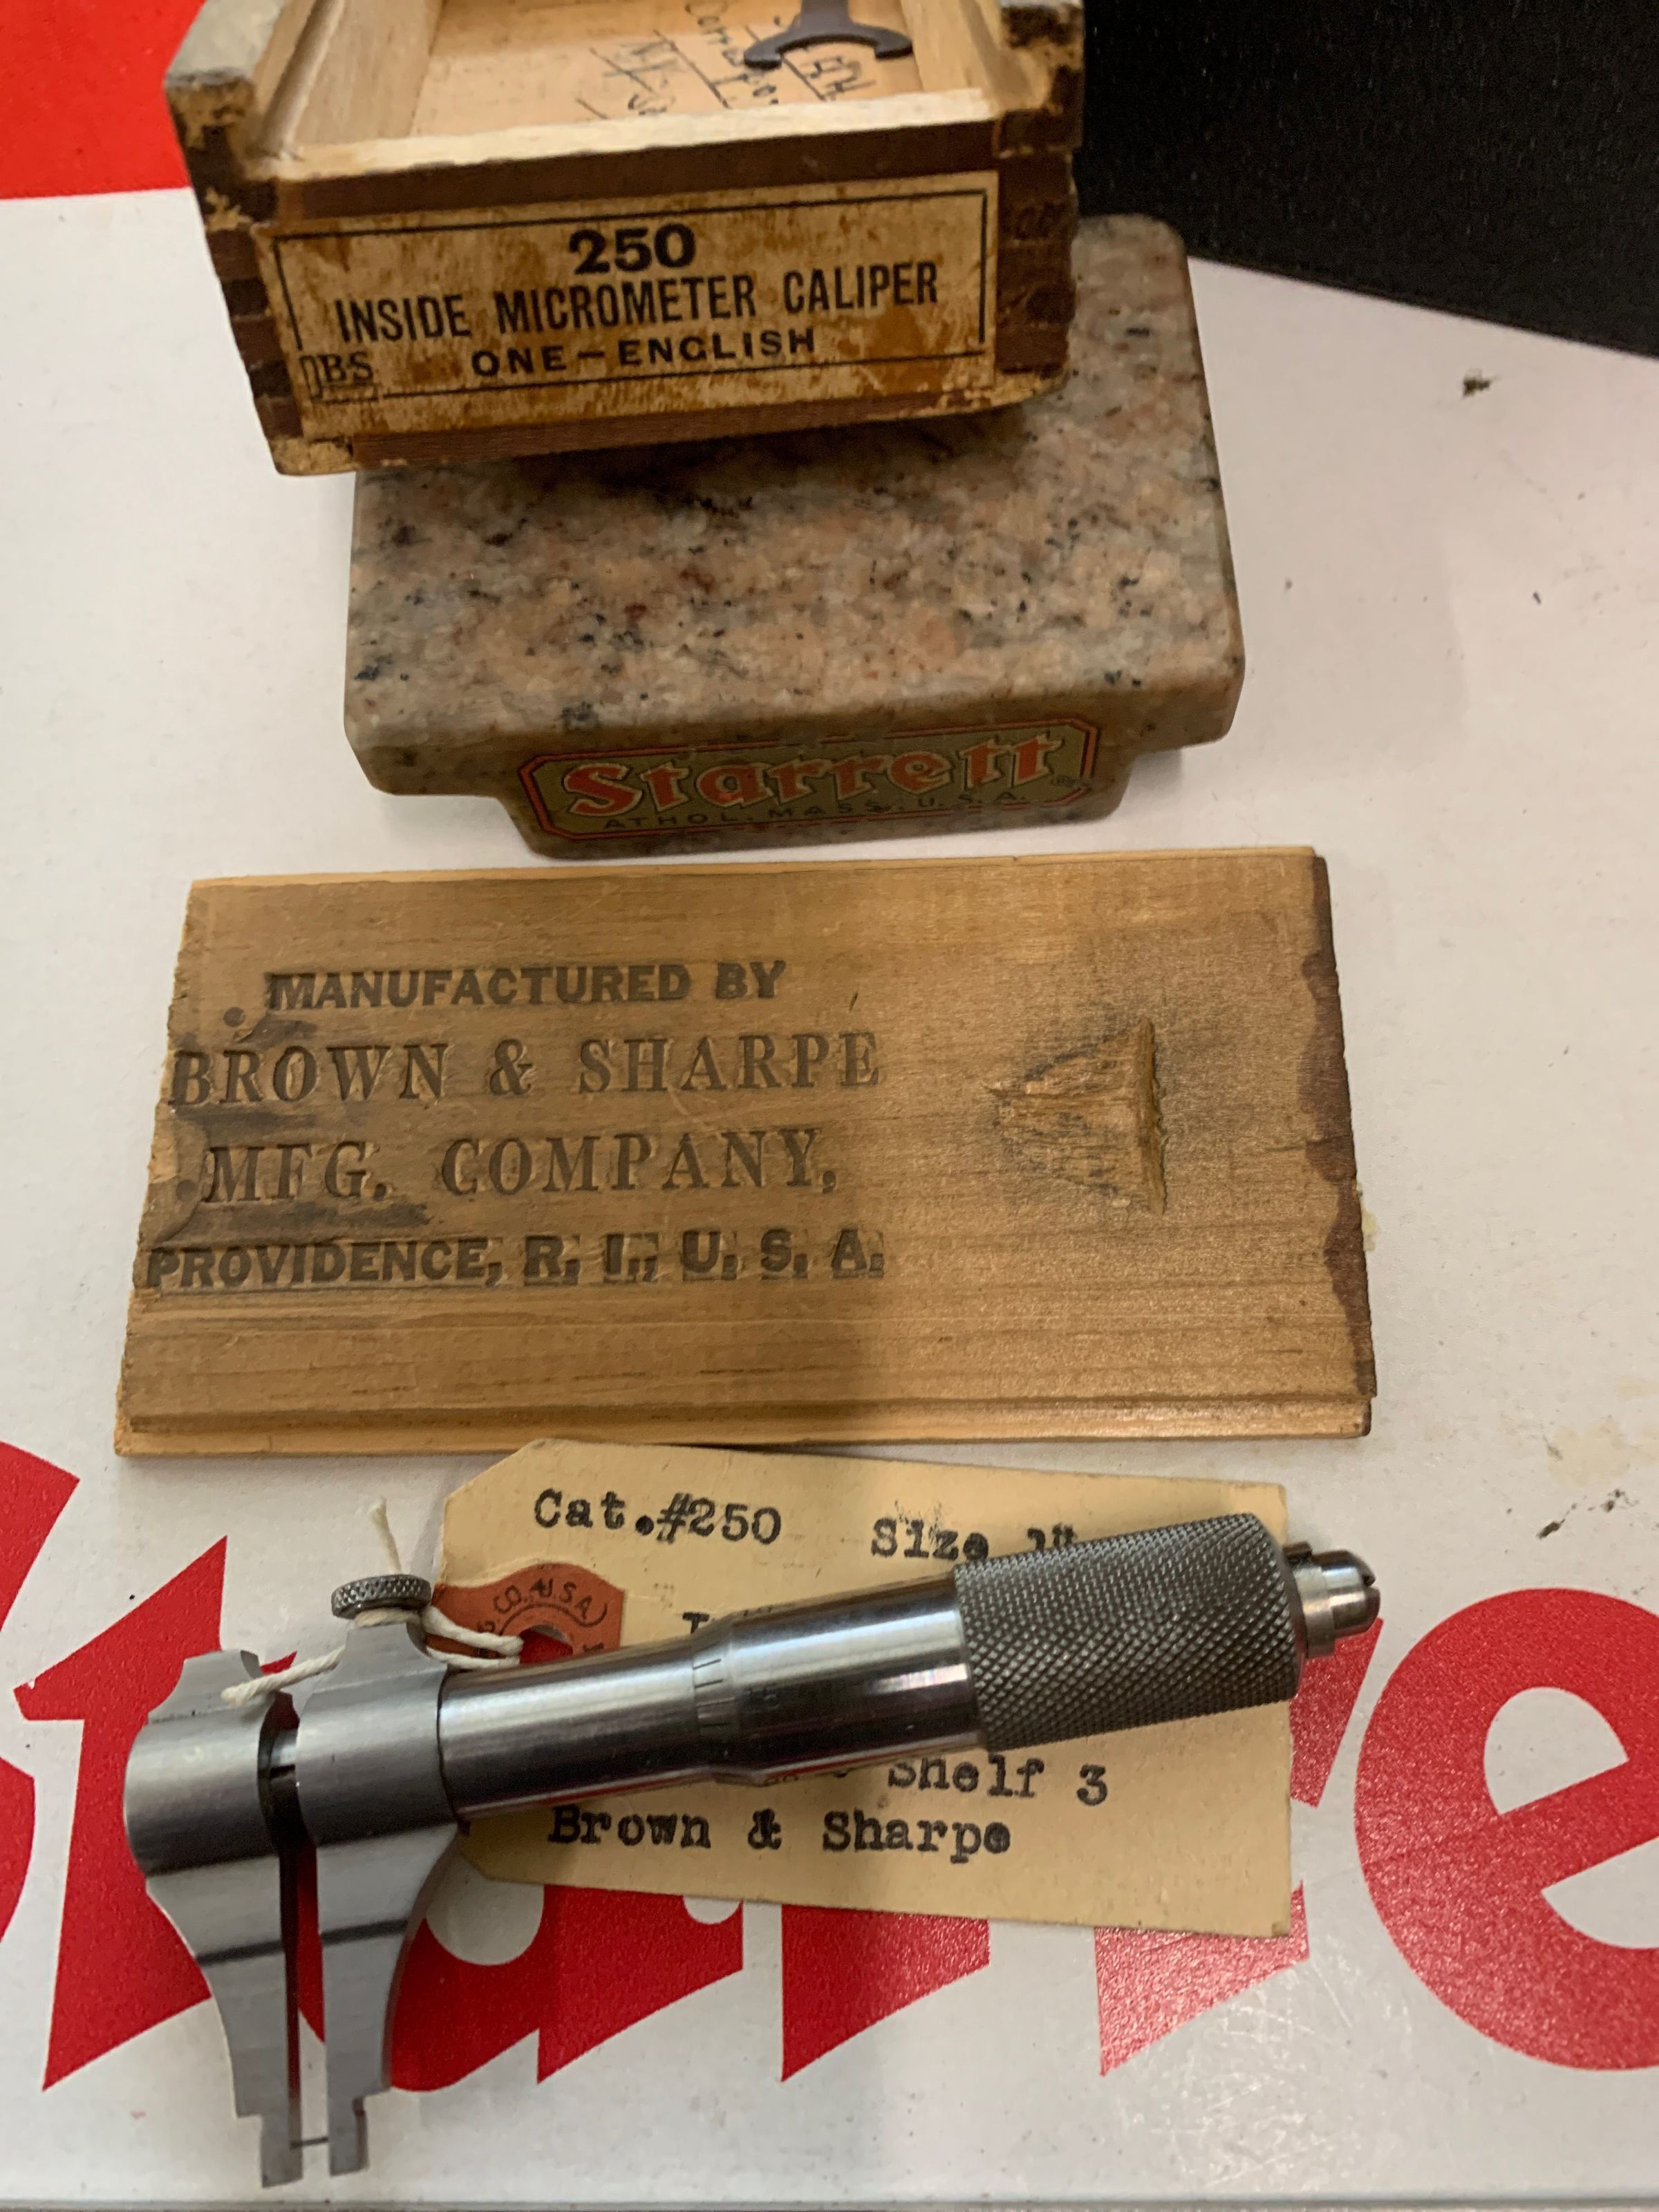 250
INSIDE MICROMETER CALIPER
BS ONE-ENGLISH
Starrett
ATHOL, MASS., U.S.A.
MANUFACTURED BY
BROWN & SHARPE
MFG. COMPANY,
PROVIDENCE, R. I., U. S. A.
Cat.#250 Size 1"
CO., U.S.A.
Shelf 3
Brown & Sharpe